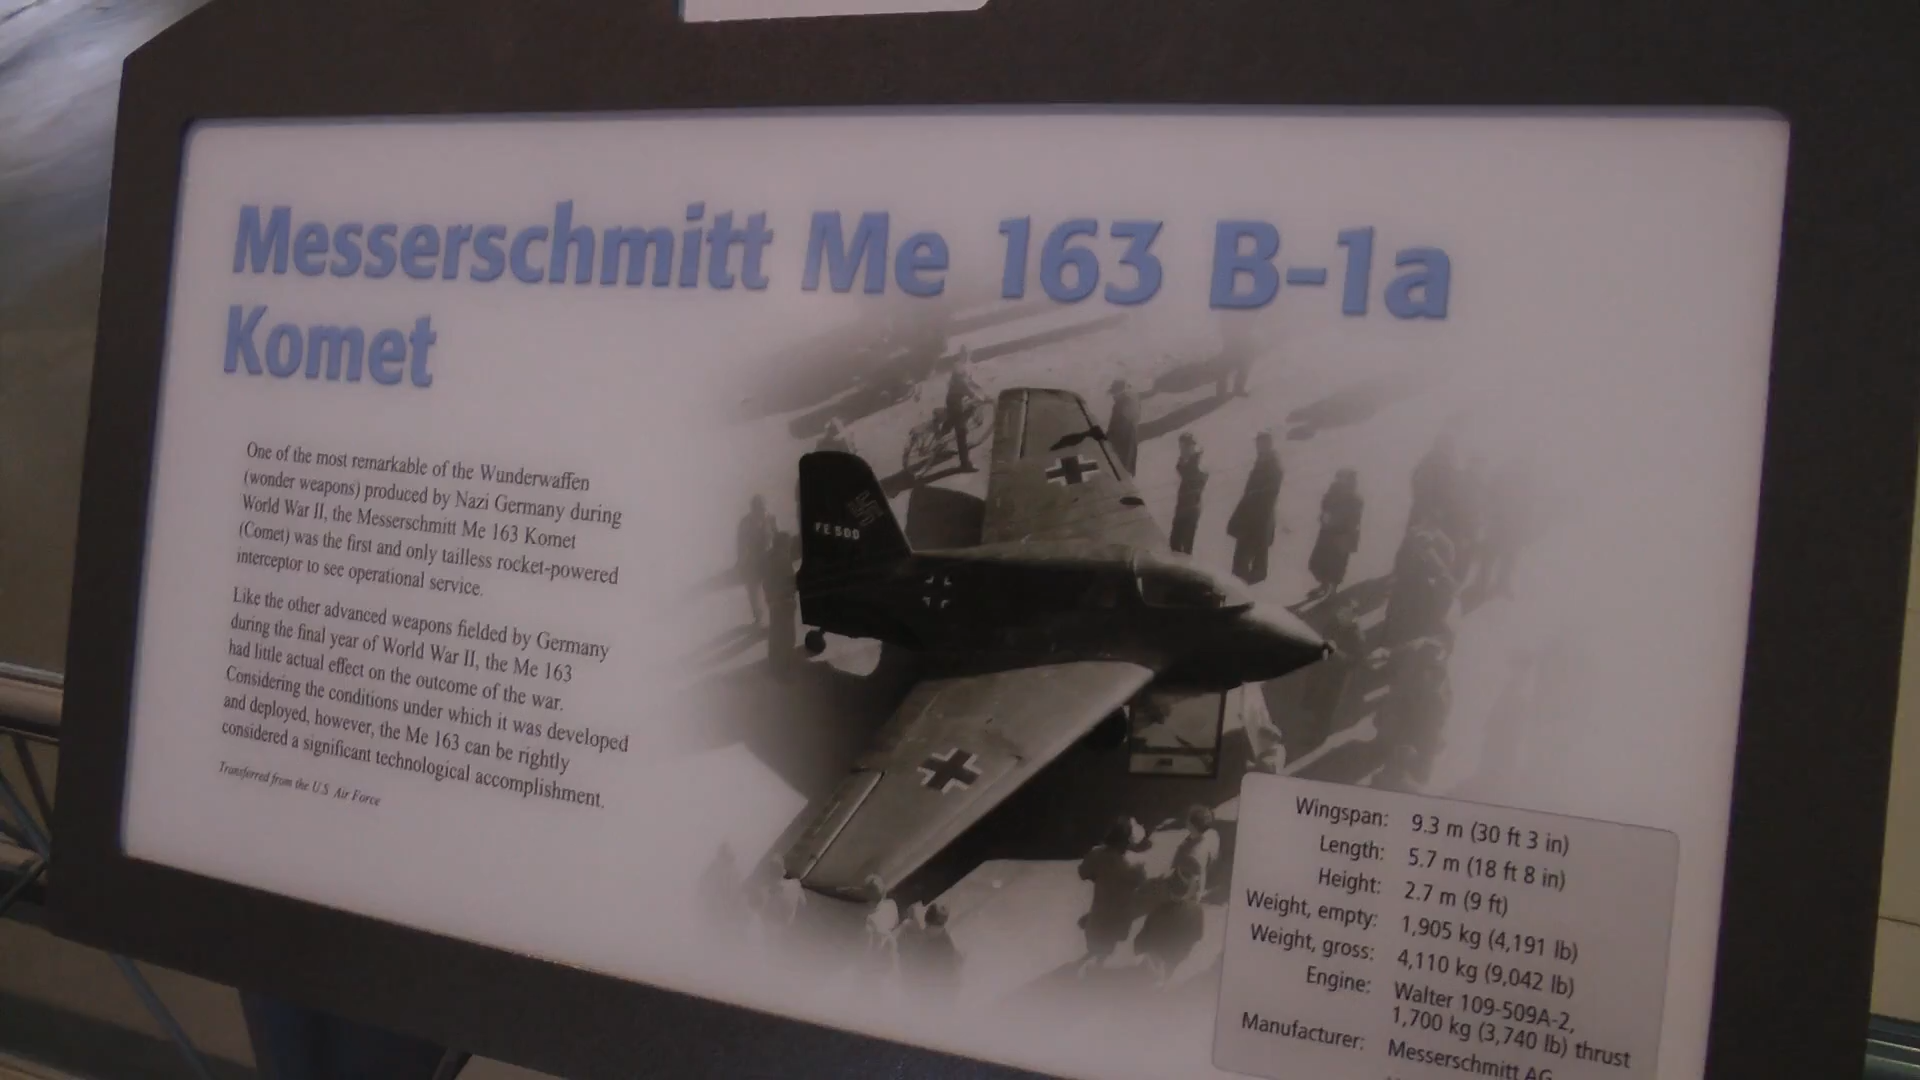 Messerschmitt Me 163 B-1a
Komet
One of the most remarkable of the Wunderwaffen
(wonder weapons) produced by Nazi Germany during
World War II, the Messerschmitt Me 163 Komet
(Comet) was the first and only tailless rocket-powered
interceptor to see operational service.
Like the other advanced weapons fielded by Germany
during the final year of World War II, the Me 163
had little actual effect on the outcome of the war.
Considering the conditions under which it was developed
and deployed, however, the Me 163 can be rightly
considered a significant technological accomplishment.
Transferred from the U.S. Air Force
FE 500
Wingspan: 9.3 m (30 ft 3 in)
Length: 5.7 m (18 ft 8 in)
Height: 2.7 m (9 ft)
Weight, empty: 1,905 kg (4,191 lb)
Weight, gross: 4,110 kg (9,042 lb)
Engine: Walter 109-509A-2,
1,700 kg (3,740 lb) thrust
Manufacturer: Messerschmitt AG